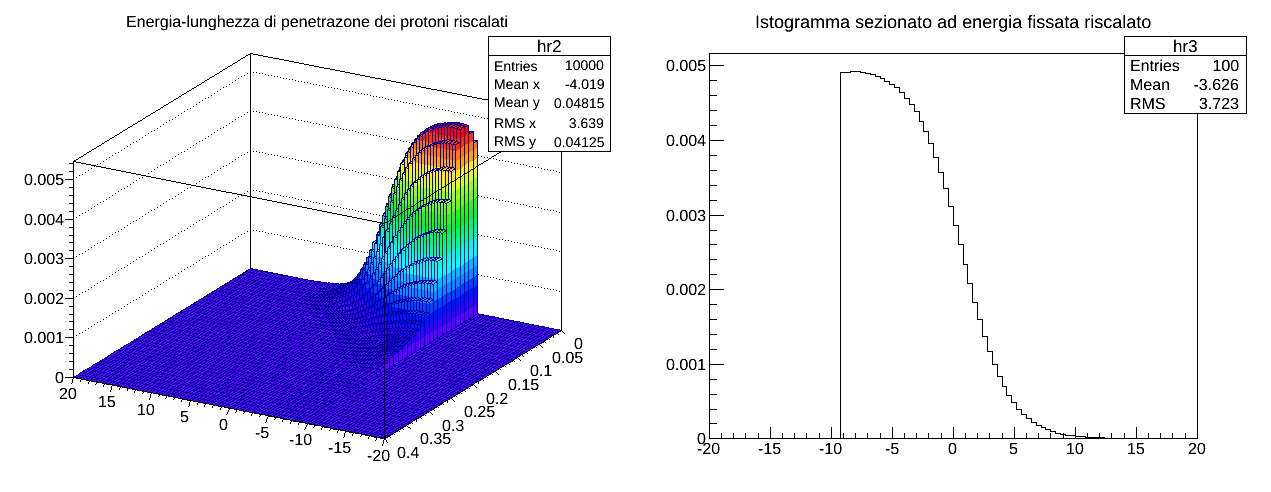 Energia-lunghezza di penetrazone dei protoni riscalati
hr2
Entries 10000
Mean x -4.019
Mean y 0.04815
RMS x 3.639
RMS y 0.04125
0.005
0.004
0.003
0.002
0.001
0
20 15 10 5 0 -5 -10 -15 -20
0 0.05 0.1 0.15 0.2 0.25 0.3 0.35 0.4
Istogramma sezionato ad energia fissata riscalato
hr3
Entries 100
Mean -3.626
RMS 3.723
0.005
0.004
0.003
0.002
0.001
0
-20 -15 -10 -5 0 5 10 15 20